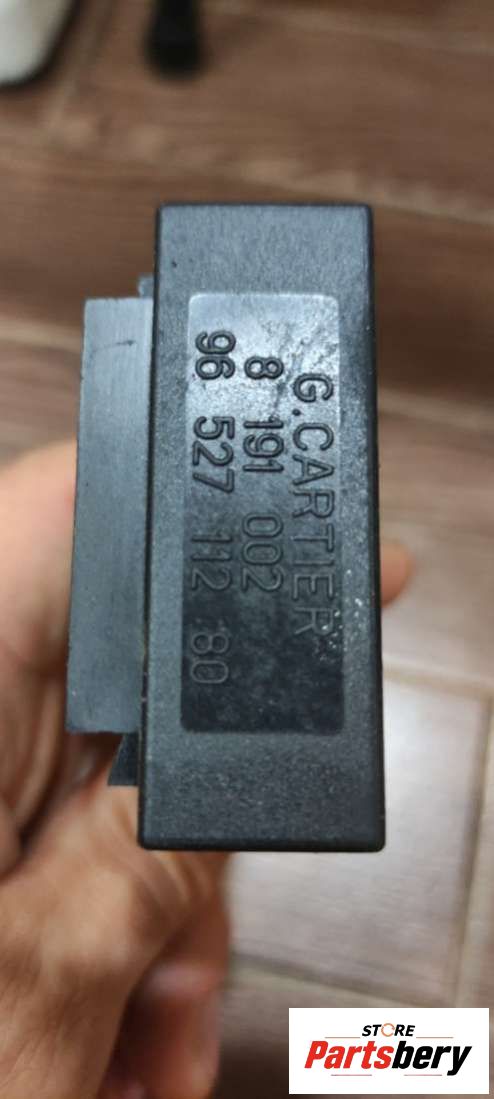 G.CARTIER
8 191 002
96 527 112 80
STORE
Partsbery